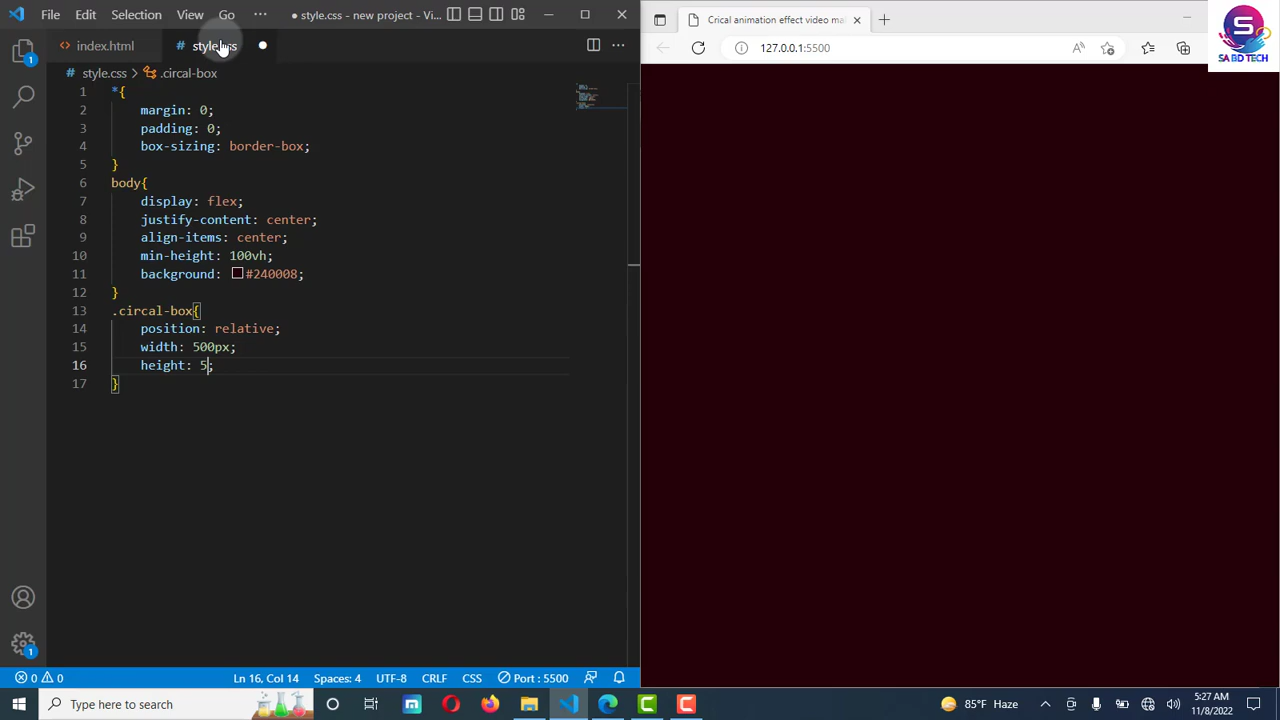 File Edit Selection View Go ··· ● style.css - new project - Vi...
index.html
# style.css
style.css > .circal-box
1 *{
2 margin: 0;
3 padding: 0;
4 box-sizing: border-box;
5 }
6 body{
7 display: flex;
8 justify-content: center;
9 align-items: center;
10 min-height: 100vh;
11 background: #240008;
12 }
13 .circal-box{
14 position: relative;
15 width: 500px;
16 height: 5;
17 }
1
1
0 0 Ln 16, Col 14 Spaces: 4 UTF-8 CRLF CSS Port : 5500
Crical animation effect video mal
127.0.0.1:5500
S
SA BD TECH
Type here to search
85°F Haze
5:27 AM
11/8/2022